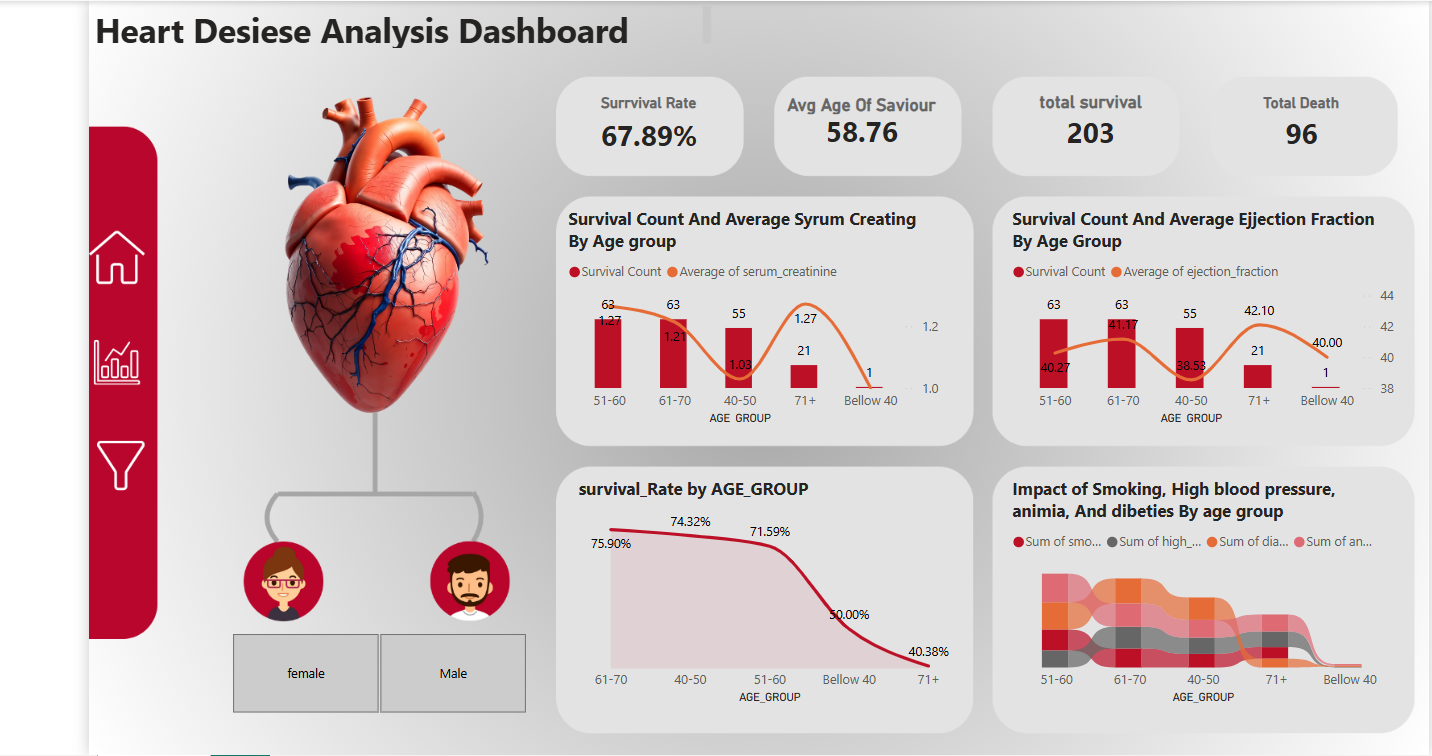 Heart Desiese Analysis Dashboard
Surrvival Rate
67.89%
Avg Age Of Saviour
58.76
total survival
203
Total Death
96
Survival Count And Average Syrum Creating
By Age group
Survival Count Average of serum_creatinine
63 63 55 1.27 21 1
1.27 1.21 1.03
1.2
1.0
51-60 61-70 40-50 71+ Bellow 40
AGE GROUP
Survival Count And Average Ejjection Fraction
By Age Group
Survival Count Average of ejection_fraction
63 63 55 42.10 40.00
40.27 41.17 38.53 21 1
44
42
40
38
51-60 61-70 40-50 71+ Bellow 40
AGE GROUP
survival_Rate by AGE_GROUP
75.90% 74.32% 71.59% 50.00% 40.38%
61-70 40-50 51-60 Bellow 40 71+
AGE_GROUP
Impact of Smoking, High blood pressure,
animia, And dibeties By age group
Sum of smo... Sum of high_... Sum of dia... Sum of an...
51-60 61-70 40-50 71+ Bellow 40
AGE_GROUP
female
Male